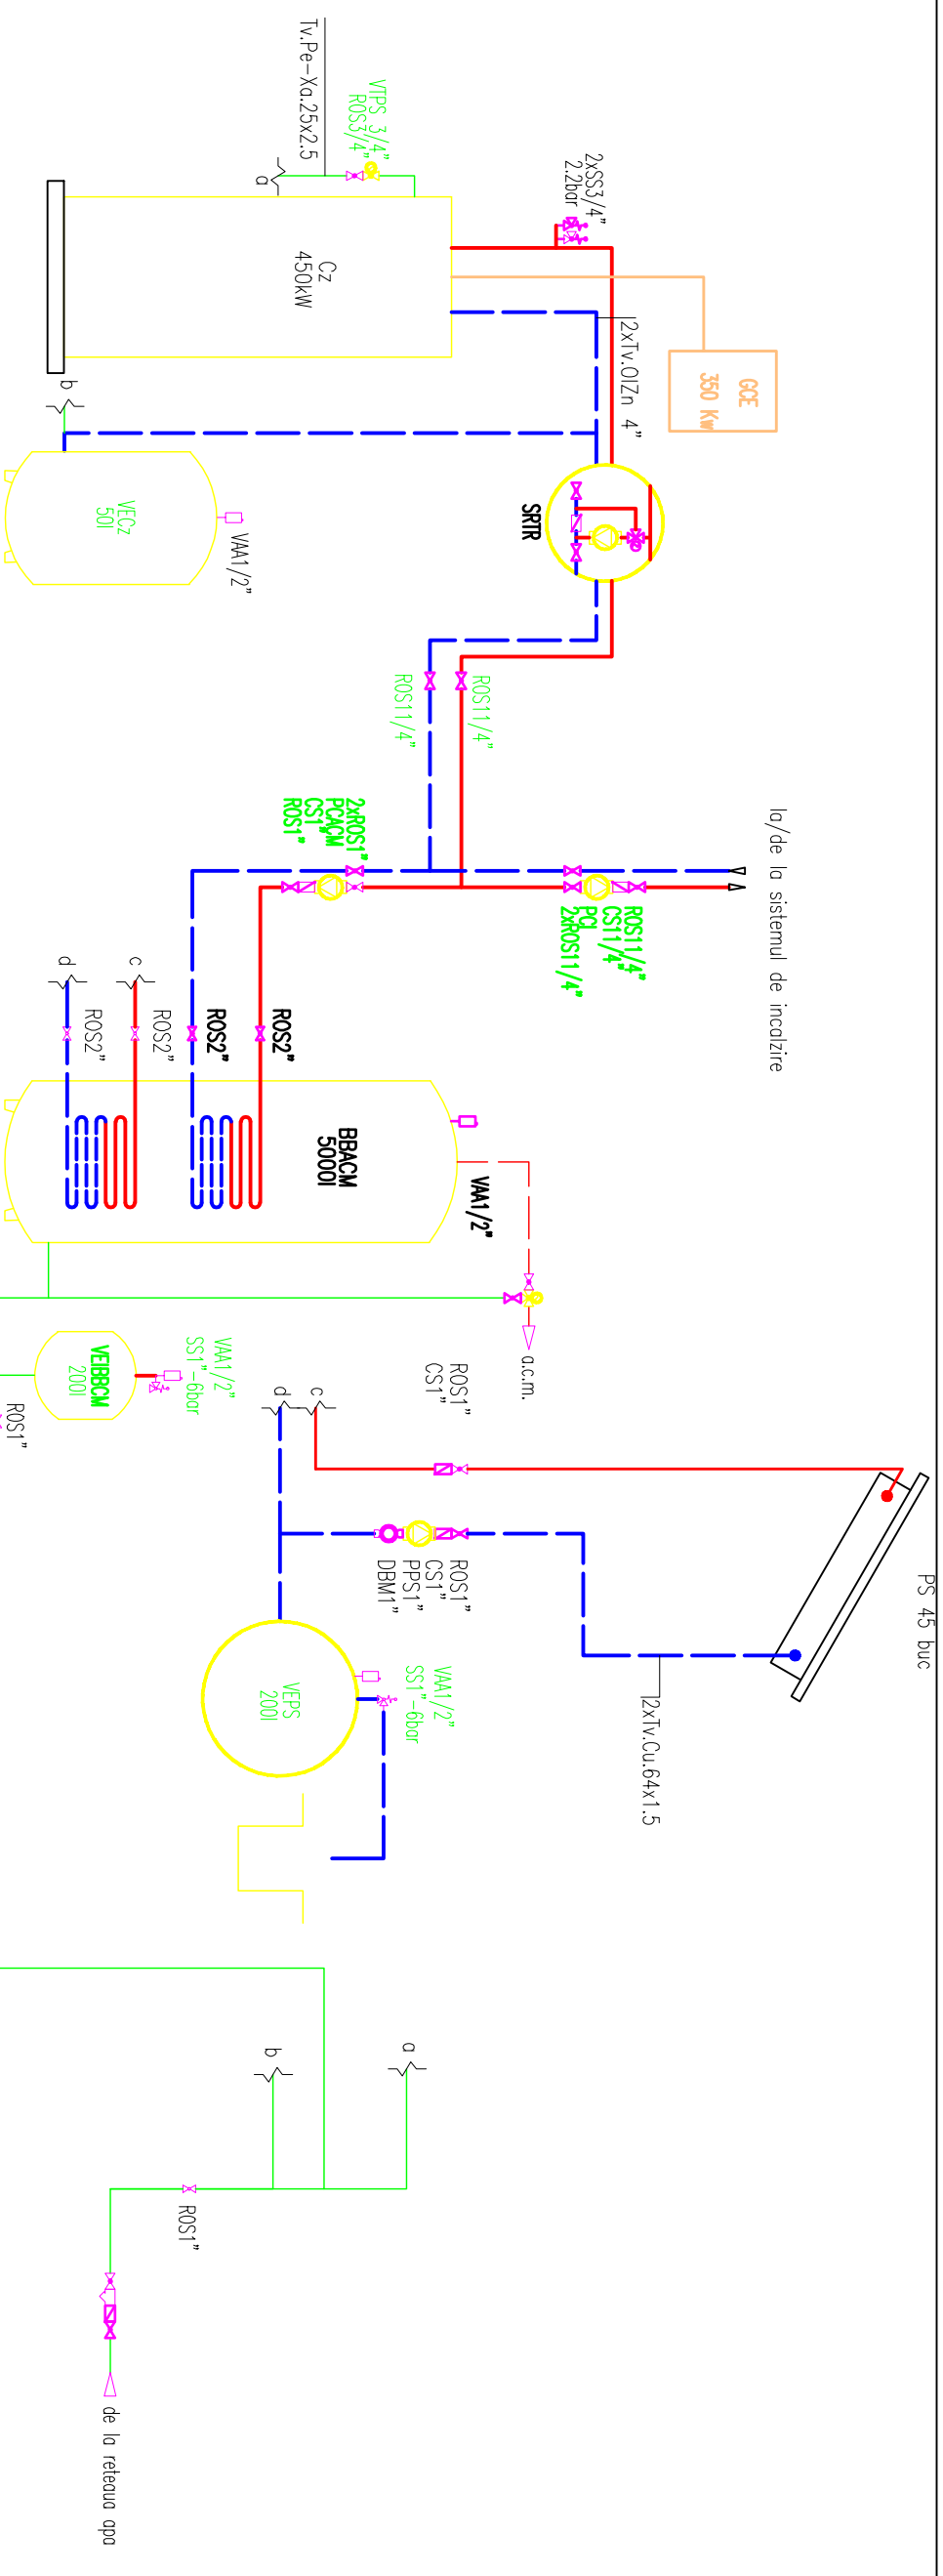 Tv.Pe-Xa.25x2.5
VTPS 3/4"
ROS3/4"
a
2xSS3/4"
2.2bar
Cz
450kW
2xTv.OlZn 4"
GCE
350 Kw
b
VECz
50l
VAA1/2"
SRTR
ROS11/4"
ROS11/4"
la/de la sistemul de incalzire
2xROS1"
PCACM
CS1"
ROS1"
ROS11/4"
CS11/4"
PCI
2xROS11/4"
d
c
ROS2"
ROS2"
ROS2"
ROS2"
BBACM
5000l
VAA1/2"
a.c.m.
VEIBBCM
200l
VAA1/2"
SS1"-6bar
ROS1"
d
c
ROS1"
CS1"
PS 45 buc
ROS1"
CS1"
PPS1"
DBM1"
VEPS
200l
VAA1/2"
SS1"-6bar
2xTv.Cu.64x1.5
b
a
ROS1"
de la reteaua apa